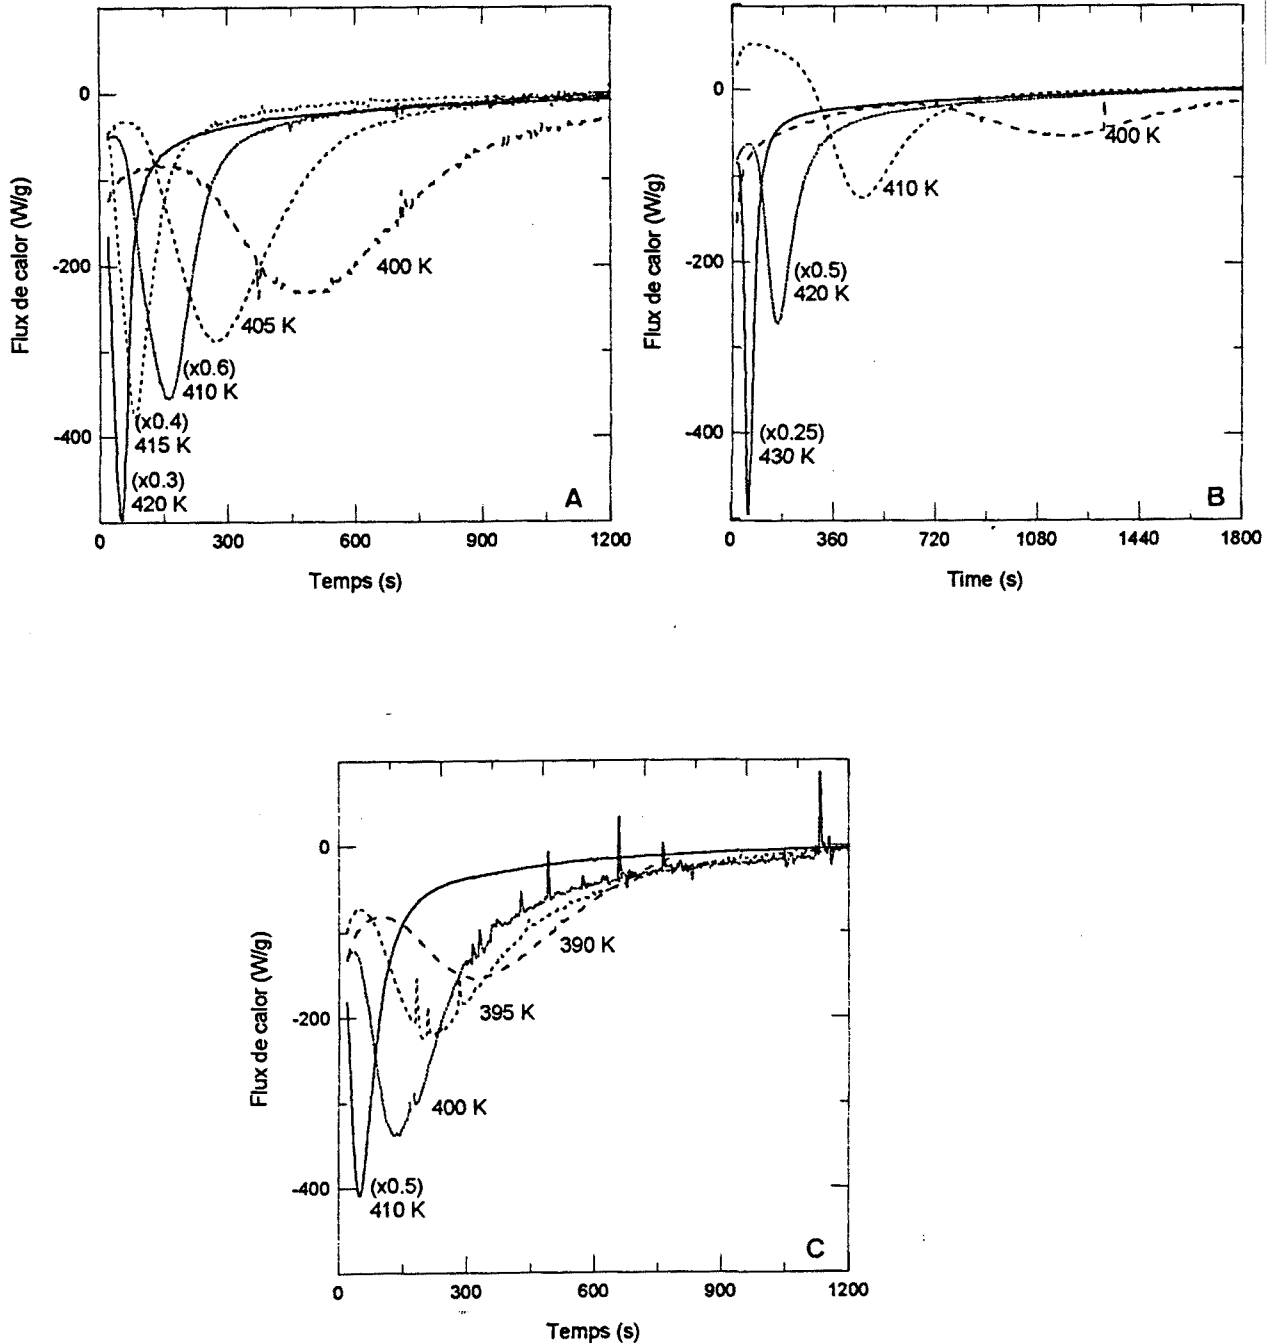 0
-200
-400
Flux de calor (W/g)
400 K
405 K
(x0.6)
410 K
(x0.4)
415 K
(x0.3)
420 K
A
0
300
600
900
1200
Temps (s)
0
-200
-400
Flux de calor (W/g)
400 K
410 K
(x0.5)
420 K
(x0.25)
430 K
B
0
360
720
1080
1440
1800
Time (s)
0
-200
-400
Flux de calor (W/g)
390 K
395 K
400 K
(x0.5)
410 K
C
0
300
600
900
1200
Temps (s)